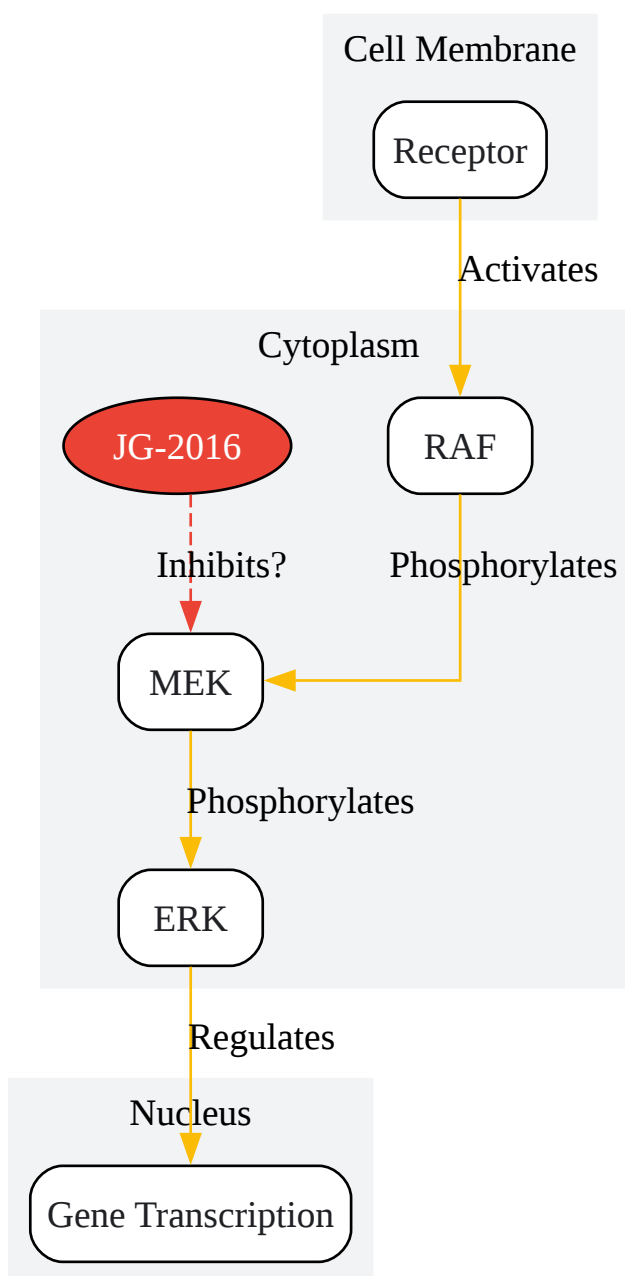 Cell Membrane
Receptor
Activates
Cytoplasm
JG-2016
RAF
Inhibits?
Phosphorylates
MEK
Phosphorylates
ERK
Regulates
Nucleus
Gene Transcription